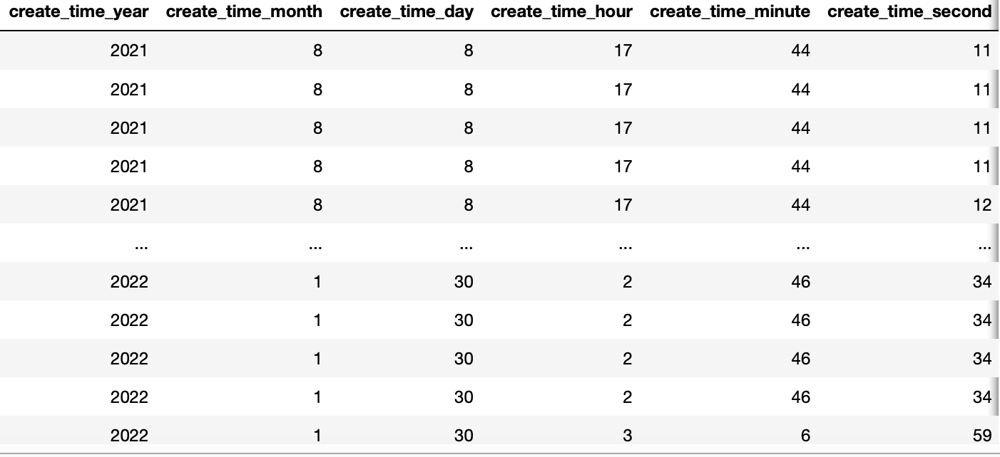 create_time_year create_time_month create_time_day create_time_hour create_time_minute create_time_second
2021 8 8 17 44 11
2021 8 8 17 44 11
2021 8 8 17 44 11
2021 8 8 17 44 11
2021 8 8 17 44 12
... ... ... ... ... ...
2022 1 30 2 46 34
2022 1 30 2 46 34
2022 1 30 2 46 34
2022 1 30 2 46 34
2022 1 30 3 6 59